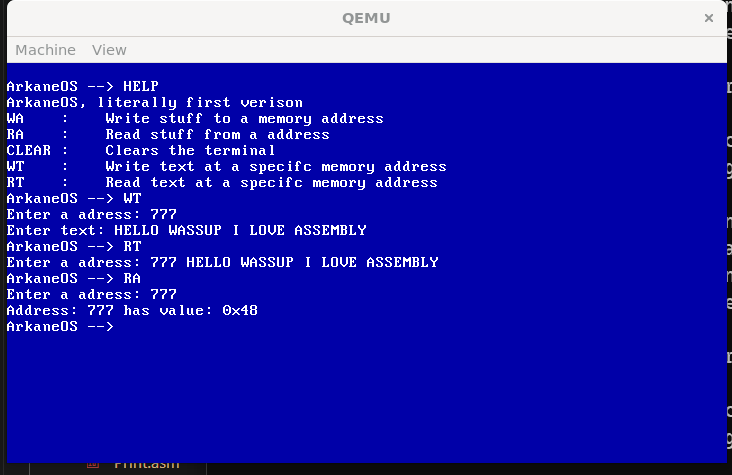 QEMU ×
Machine View
ArkaneOS --> HELP
ArkaneOS, literally first verison
WA : Write stuff to a memory address
RA : Read stuff from a address
CLEAR : Clears the terminal
WT : Write text at a specifc memory address
RT : Read text at a specifc memory address
ArkaneOS --> WT
Enter a adress: 777
Enter text: HELLO WASSUP I LOVE ASSEMBLY
ArkaneOS --> RT
Enter a adress: 777 HELLO WASSUP I LOVE ASSEMBLY
ArkaneOS --> RA
Enter a adress: 777
Address: 777 has value: 0x48
ArkaneOS -->
Print.asm